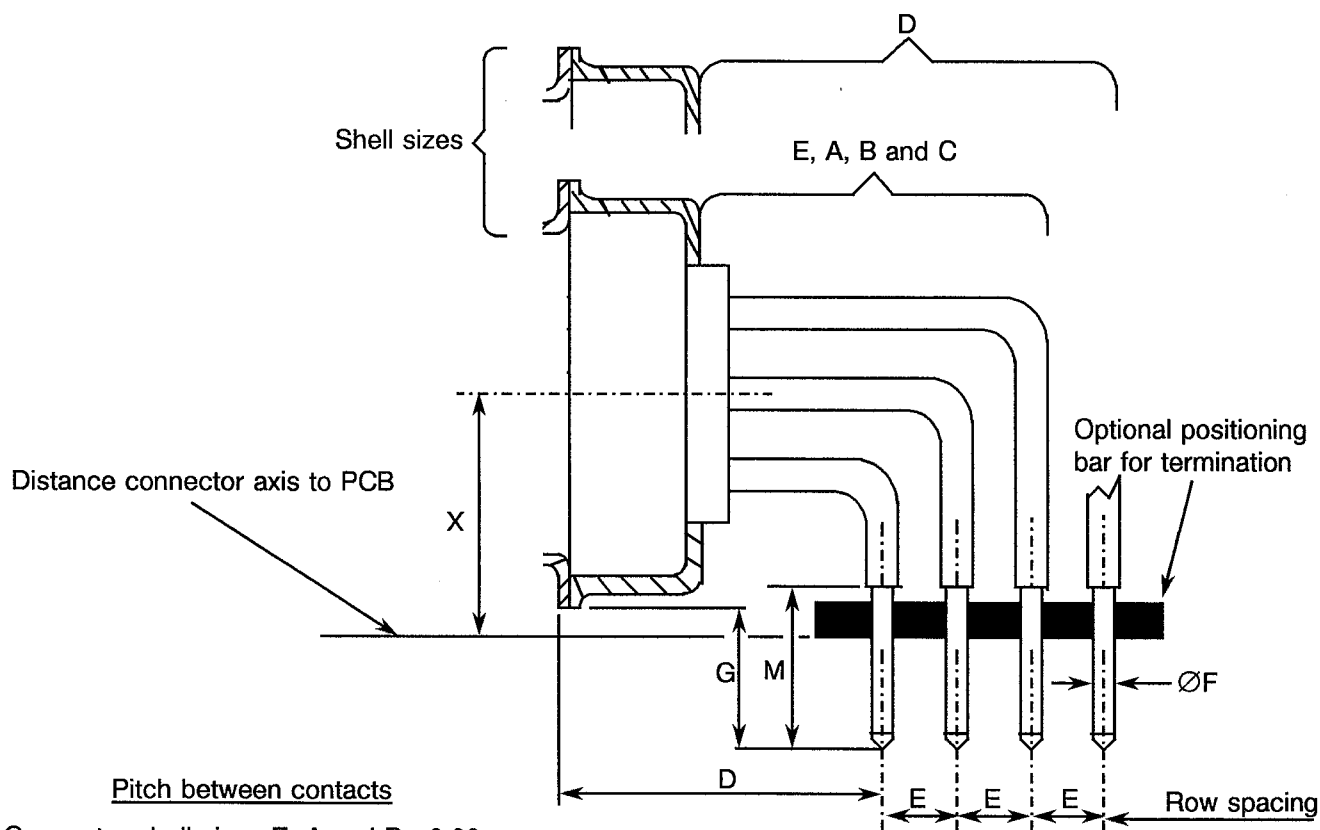 D
Shell sizes
E, A, B and C
Optional positioning
bar for termination
Distance connector axis to PCB
X
G
M
ØF
D
E
E
E
Row spacing
Pitch between contacts